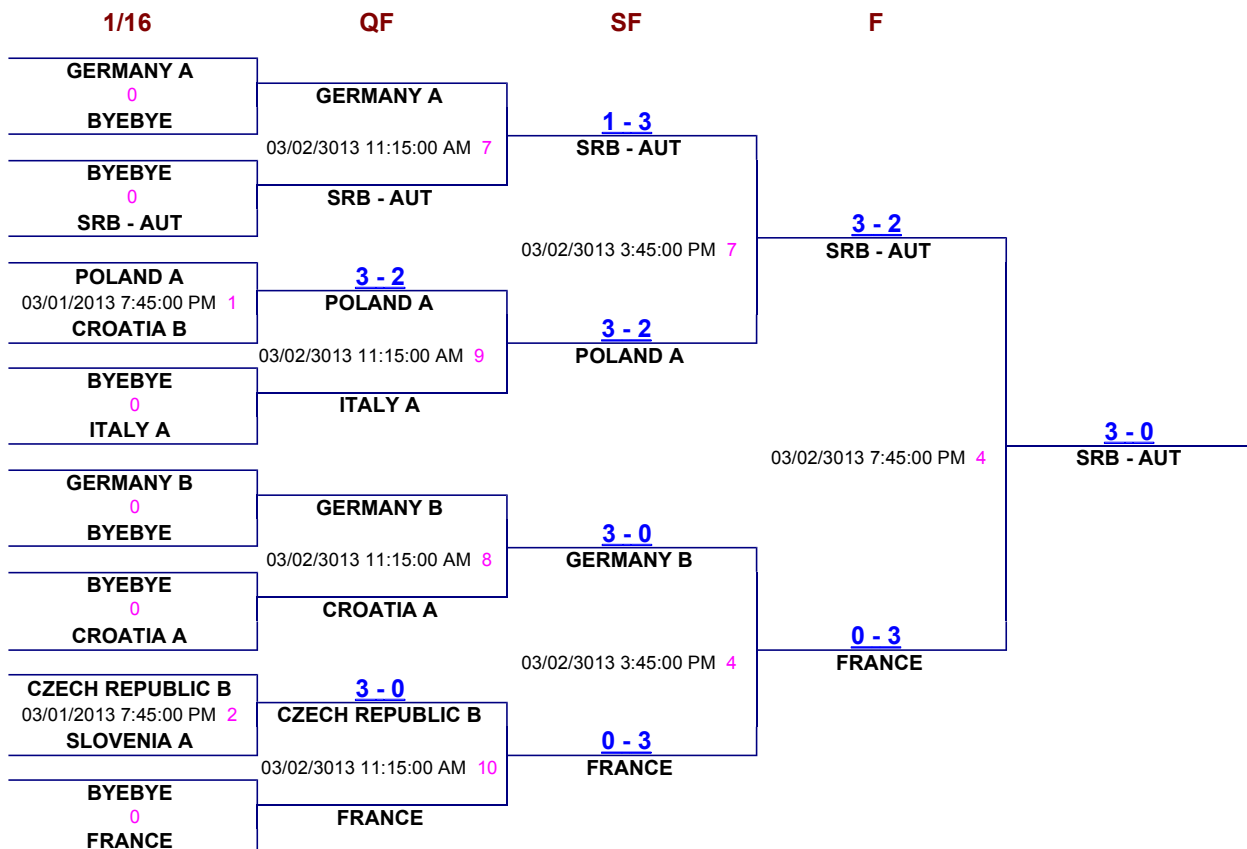 1/16 QF SF F
GERMANY A
0
BYEBYE
BYEBYE
0
SRB - AUT
POLAND A
03/01/2013 7:45:00 PM 1
CROATIA B
BYEBYE
0
ITALY A
GERMANY B
0
BYEBYE
BYEBYE
0
CROATIA A
CZECH REPUBLIC B
03/01/2013 7:45:00 PM 2
SLOVENIA A
BYEBYE
0
FRANCE
GERMANY A
03/02/3013 11:15:00 AM 7
SRB - AUT
3 - 2
POLAND A
03/02/3013 11:15:00 AM 9
ITALY A
GERMANY B
03/02/3013 11:15:00 AM 8
CROATIA A
3 - 0
CZECH REPUBLIC B
03/02/3013 11:15:00 AM 10
FRANCE
1 - 3
SRB - AUT
03/02/3013 3:45:00 PM 7
3 - 2
POLAND A
3 - 0
GERMANY B
03/02/3013 3:45:00 PM 4
0 - 3
FRANCE
3 - 2
SRB - AUT
03/02/3013 7:45:00 PM 4
0 - 3
FRANCE
3 - 0
SRB - AUT